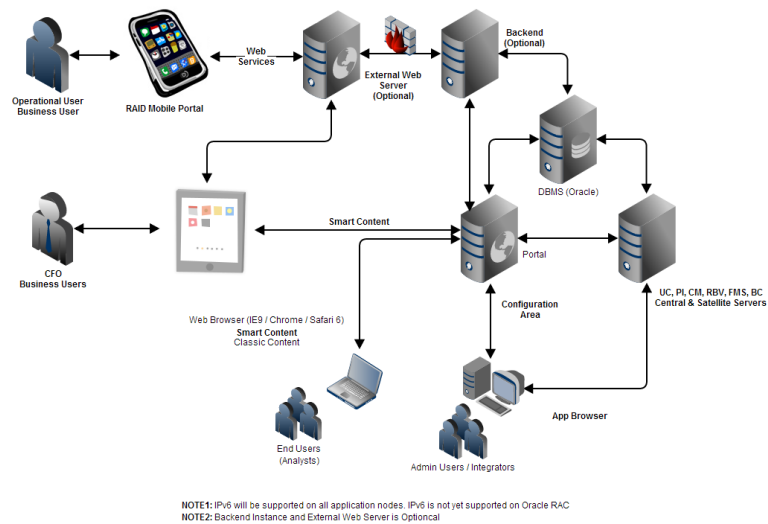 Operational User
Business User
RAID Mobile Portal
Web
Services
External Web
Server
(Optional)
Backend
(Optional)
DBMS (Oracle)
CFO
Business Users
Smart Content
Portal
UC, PI, CM, RBV, FMS, BC
Central & Satellite Servers
Configuration
Area
Web Browser (IE9 / Chrome / Safari 6)
Smart Content
Classic Content
App Browser
End Users
(Analysts)
Admin Users / Integrators
NOTE1: IPv6 will be supported on all application nodes. IPv6 is not yet supported on Oracle RAC
NOTE2: Backend Instance and External Web Server is Optioncal